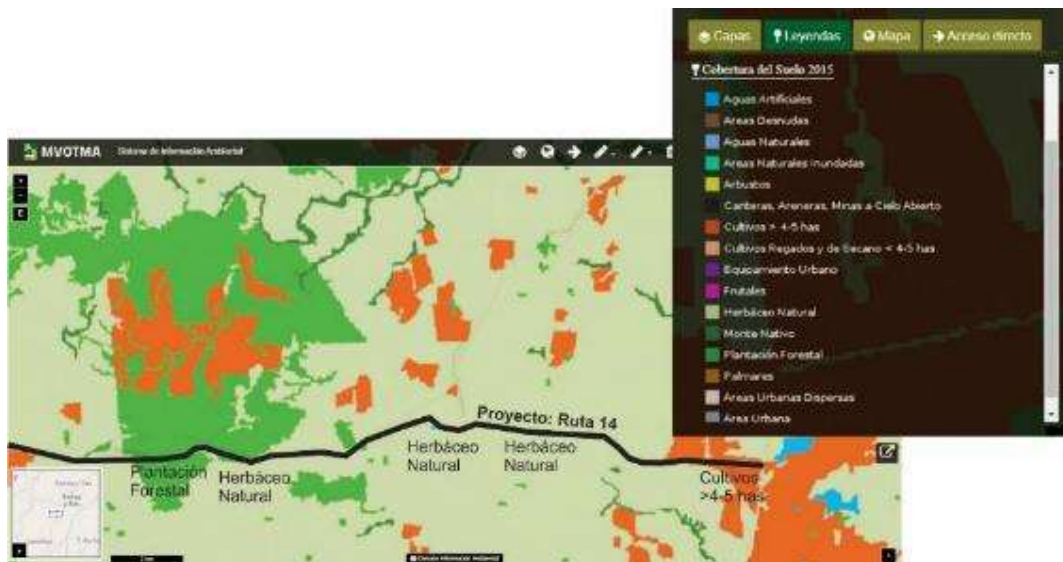 Capas Leyendas Mapa Acceso directo
Cobertura del Suelo 2015
Aguas Artificiales
Areas Desnudas
Aguas Naturales
Areas Naturales Inundadas
Arbustos
Canteras, Areneras, Minas a Cielo Abierto
Cultivos > 4-5 has
Cultivos Regados y de Secano < 4-5 has
Equipamiento Urbano
Frutales
Herbáceo Natural
Monte Nativo
Plantación Forestal
Palmares
Areas Urbanas Dispersas
Area Urbana
MVOTMA Sistema de Información Ambiental
Proyecto: Ruta 14
Plantación
Forestal
Herbáceo
Natural
Herbáceo
Natural
Herbáceo
Natural
Cultivos
>4-5 has